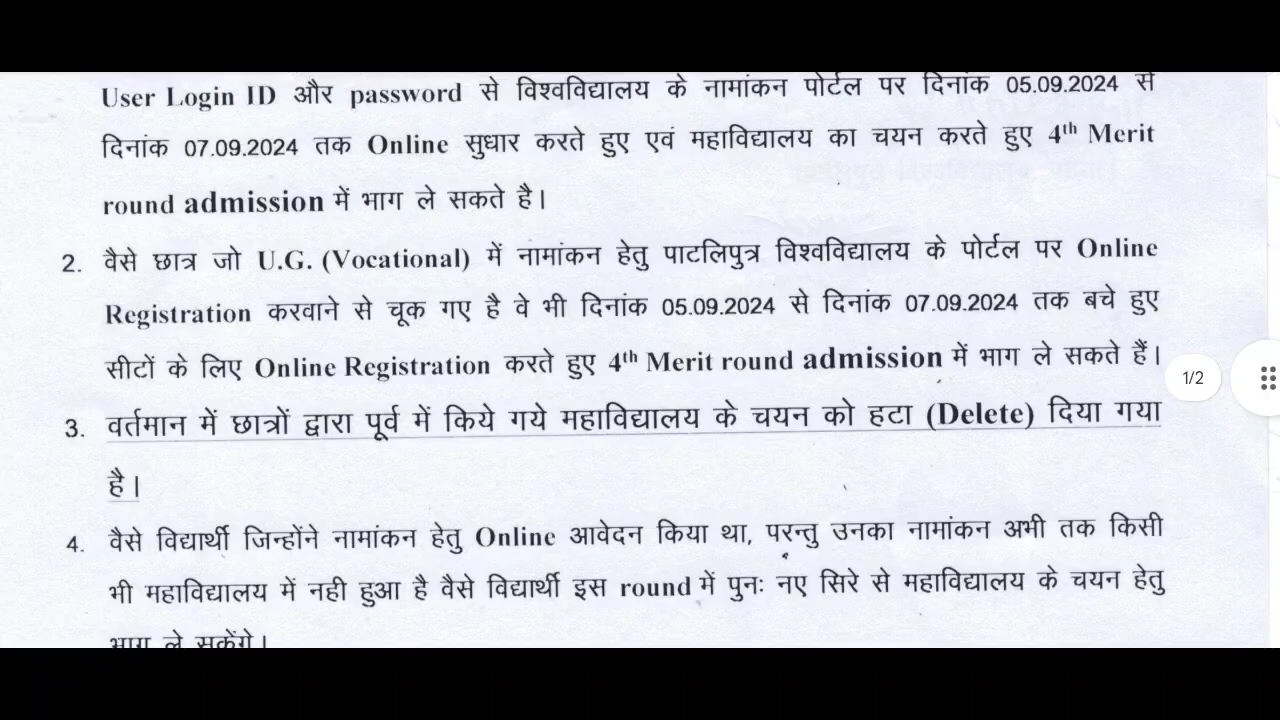 User Login ID और password से विश्वविद्यालय के नामांकन पोर्टल पर दिनांक 05.09.2024 से
दिनांक 07.09.2024 तक Online सुधार करते हुए एवं महाविद्यालय का चयन करते हुए 4th Merit
round admission में भाग ले सकते है।
2. वैसे छात्र जो U.G. (Vocational) में नामांकन हेतु पाटलिपुत्र विश्वविद्यालय के पोर्टल पर Online
Registration करवाने से चूक गए है वे भी दिनांक 05.09.2024 से दिनांक 07.09.2024 तक बचे हुए
सीटों के लिए Online Registration करते हुए 4th Merit round admission में भाग ले सकते हैं।
1/2
3. वर्तमान में छात्रों द्वारा पूर्व में किये गये महाविद्यालय के चयन को हटा (Delete) दिया गया
है।
4. वैसे विद्यार्थी जिन्होंने नामांकन हेतु Online आवेदन किया था, परन्तु उनका नामांकन अभी तक किसी
भी महाविद्यालय में नही हुआ है वैसे विद्यार्थी इस round में पुनः नए सिरे से महाविद्यालय के चयन हेतु
भाग ले सकेंगे।